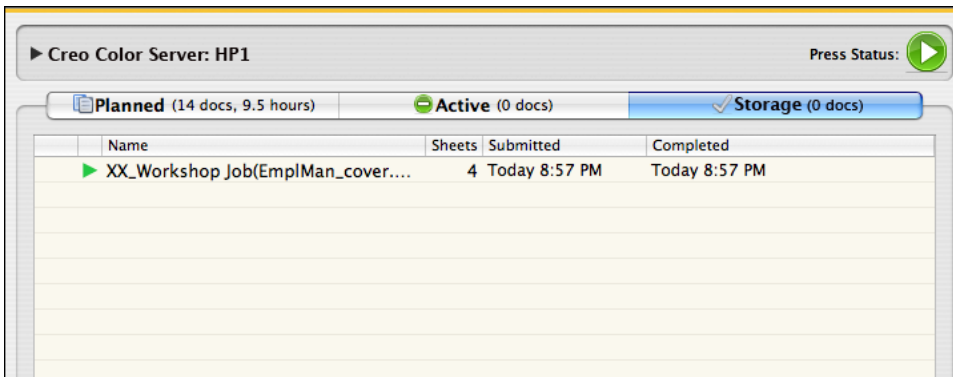 Creo Color Server: HP1 Press Status:
Planned (14 docs, 9.5 hours) Active (0 docs) Storage (0 docs)
Name Sheets Submitted Completed
XX_Workshop Job(EmplMan_cover.... 4 Today 8:57 PM Today 8:57 PM